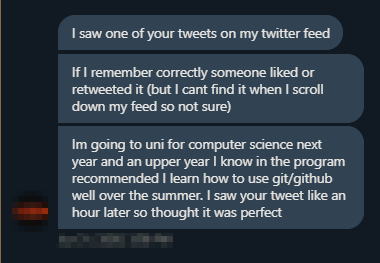 I saw one of your tweets on my twitter feed
If I remember correctly someone liked or
retweeted it (but I cant find it when I scroll
down my feed so not sure)
Im going to uni for computer science next
year and an upper year I know in the program
recommended I learn how to use git/github
well over the summer. I saw your tweet like an
hour later so thought it was perfect